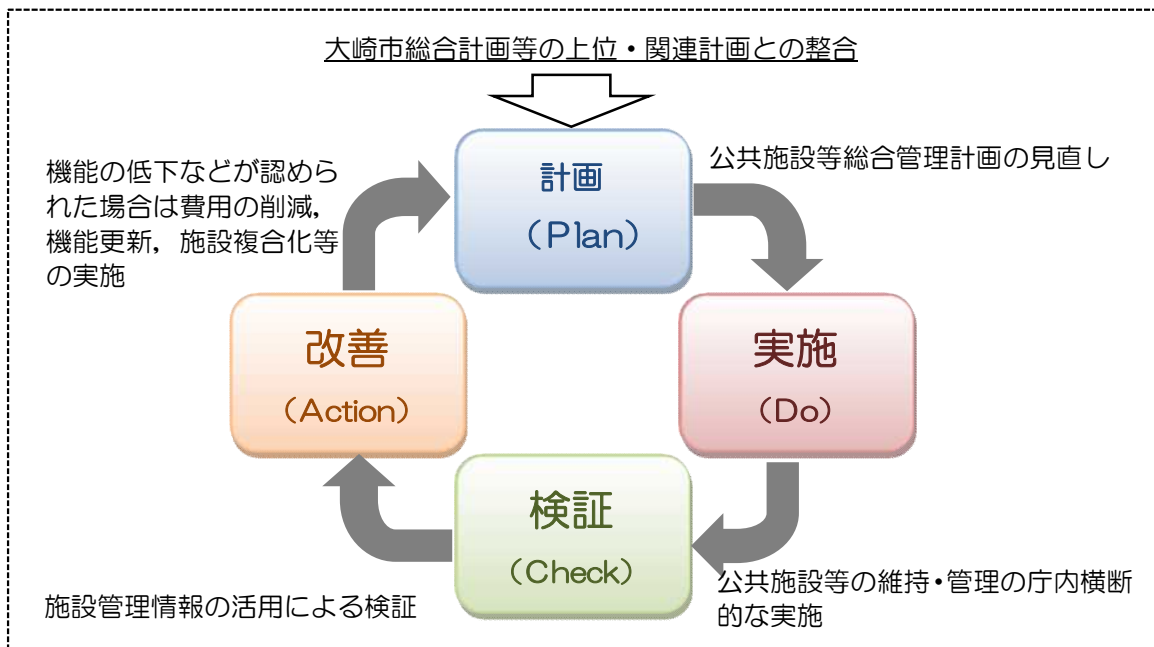 大崎市総合計画等の上位・関連計画との整合
計画
（Plan）
公共施設等総合管理計画の見直し
機能の低下などが認めら
れた場合は費用の削減，
機能更新，施設複合化等
の実施
改善
（Action）
実施
（Do）
検証
（Check）
公共施設等の維持・管理の庁内横断
的な実施
施設管理情報の活用による検証